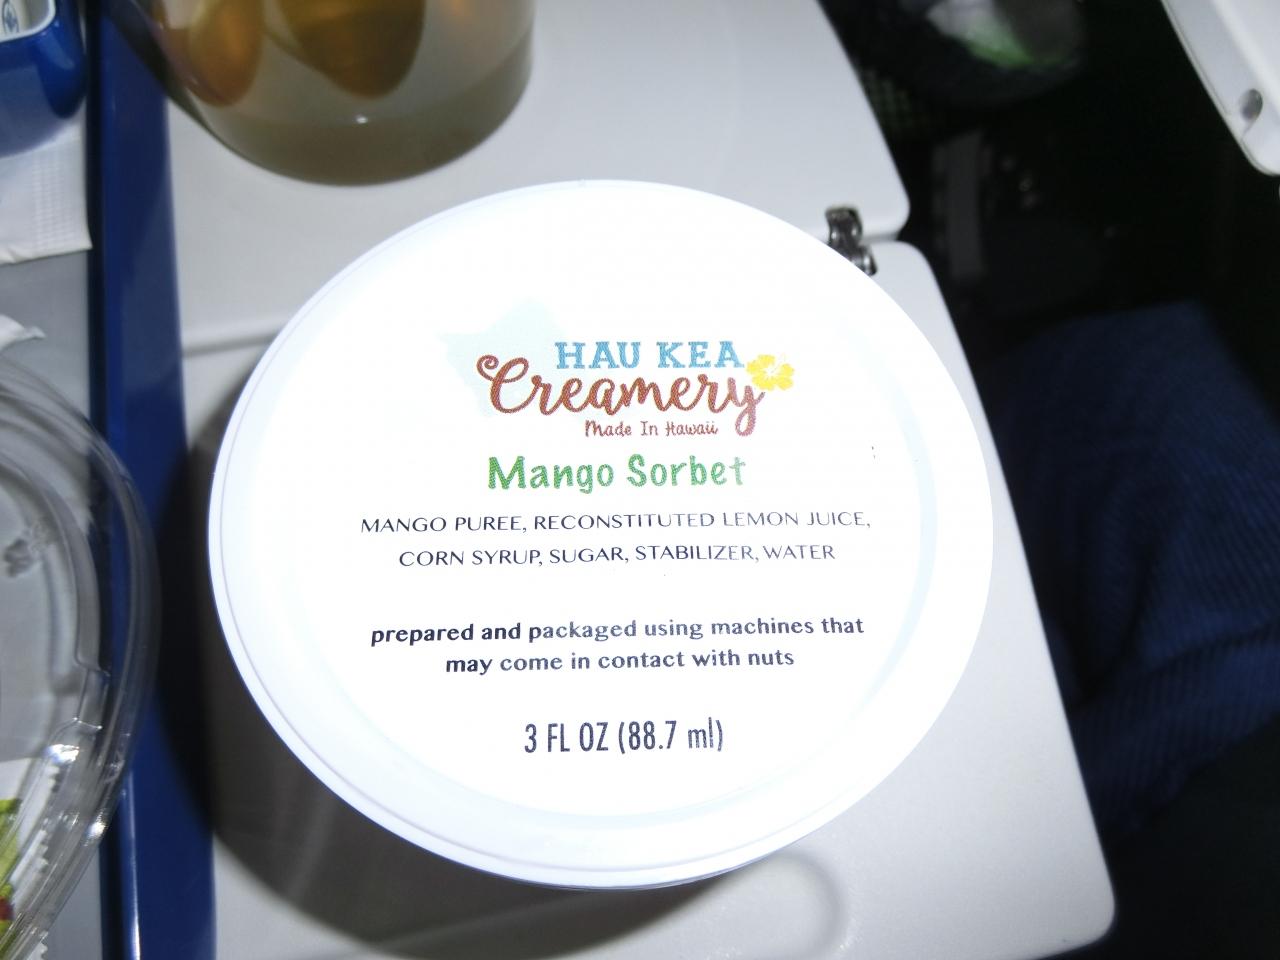 HAU KEA
Creamery
Made In Hawaii
Mango Sorbet
MANGO PUREE, RECONSTITUTED LEMON JUICE,
CORN SYRUP, SUGAR, STABILIZER, WATER
prepared and packaged using machines that
may come in contact with nuts
3 FL OZ (88.7 ml)